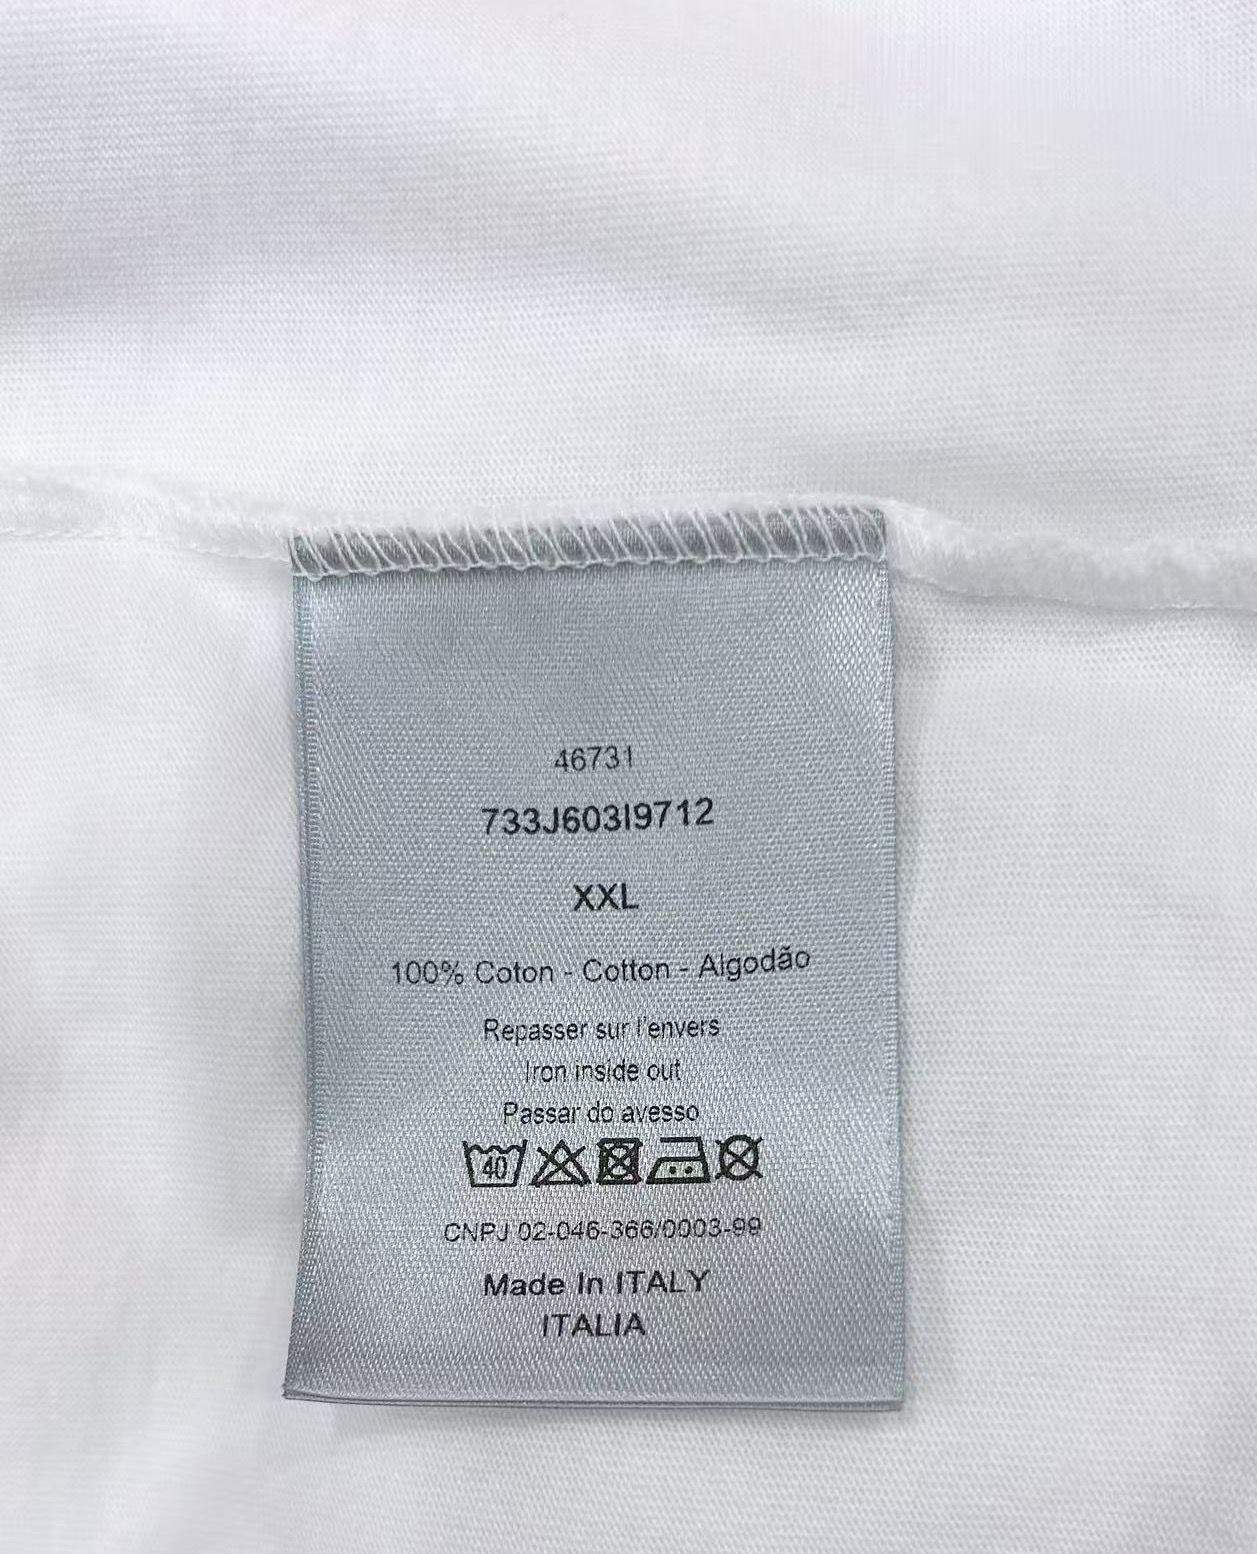 46731
733J603I9712
XXL
100% Coton - Cotton - Algodão
Repasser sur l'envers
Iron inside out
Passar do avesso
40
CNPJ 02-046-366/0003-99
Made In ITALY
ITALIA